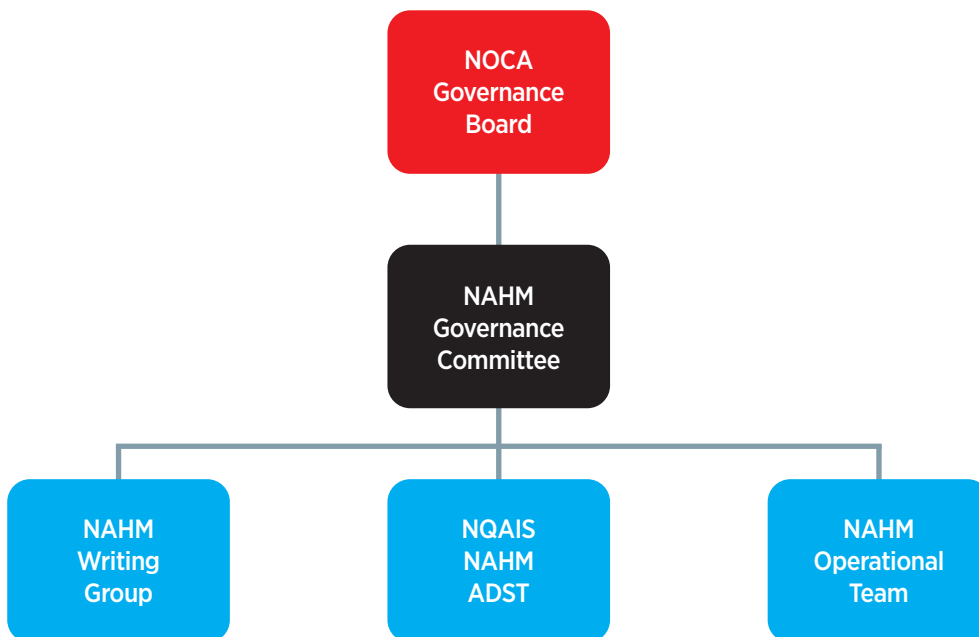 NOCA
Governance
Board
NAHM
Governance
Committee
NAHM
Writing
Group
NQAIS
NAHM
ADST
NAHM
Operational
Team